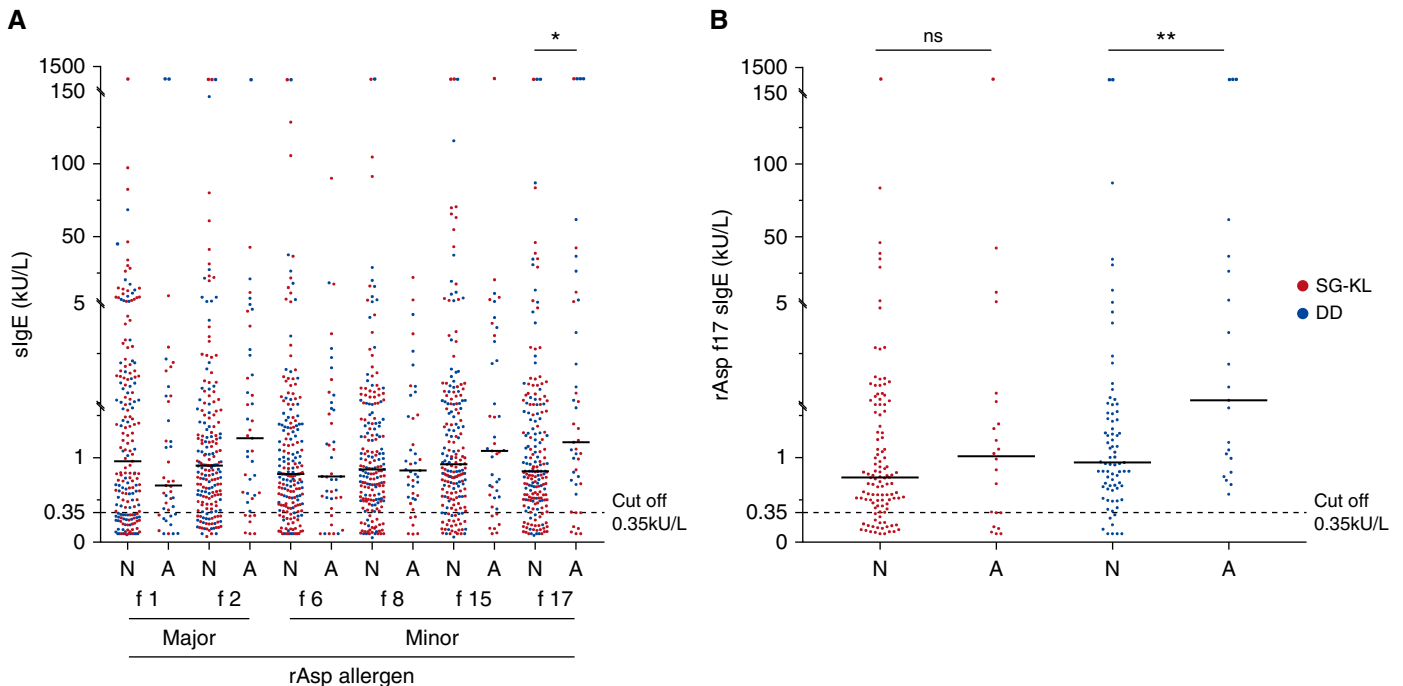 A
*
1500
150
100
50
5
1
0.35
0
sIgE (kU/L)
Cut off
0.35kU/L
N A N A N A N A N A N A
f 1 f 2 f 6 f 8 f 15 f 17
Major Minor
rAsp allergen
B
ns **
1500
150
100
50
5
1
0.35
0
rAsp f17 sIgE (kU/L)
SG-KL
DD
Cut off
0.35kU/L
N A N A